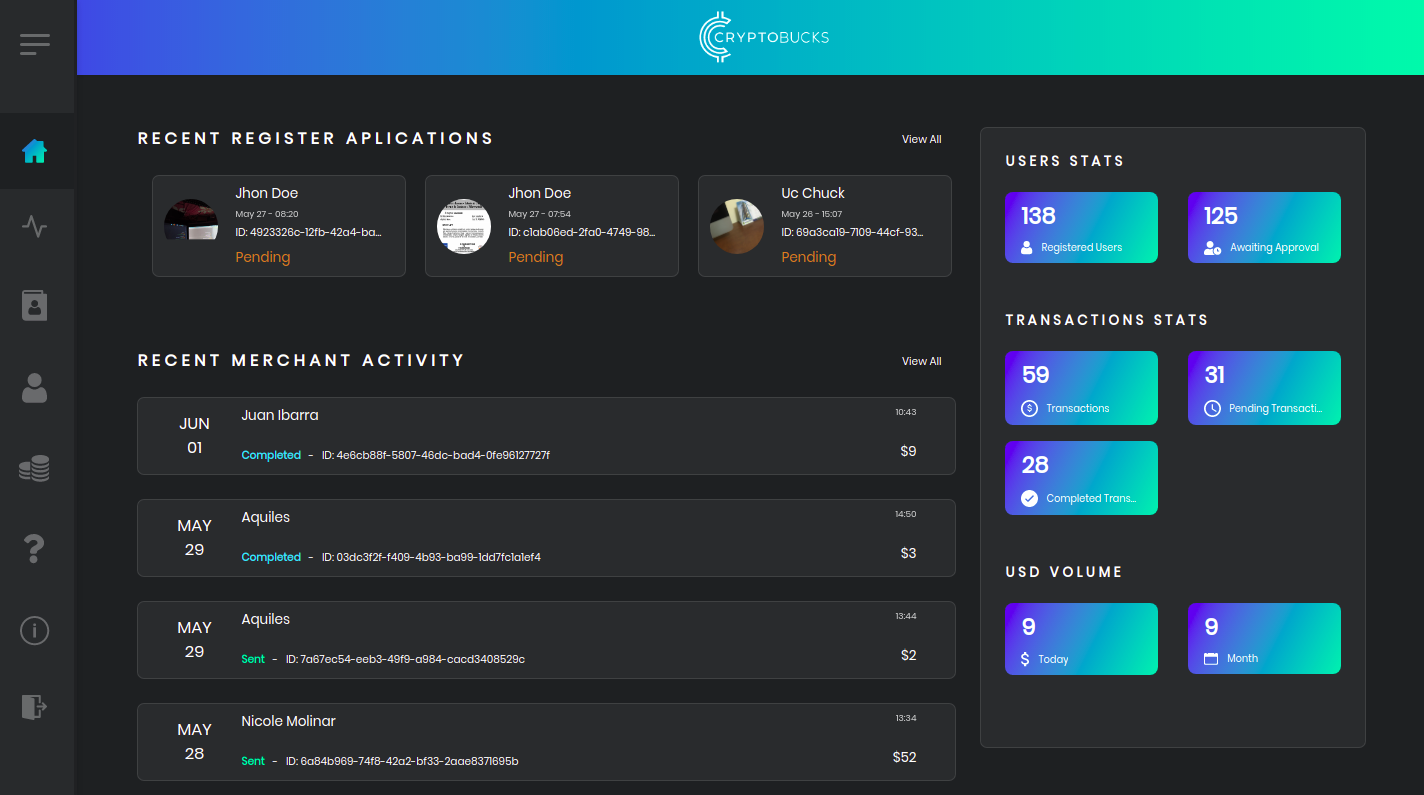 CRYPTOBUCKS
RECENT REGISTER APLICATIONS
View All
Jhon Doe
May 27 - 08:20
ID: 4923326c-12fb-42a4-ba...
Pending
Jhon Doe
May 27 - 07:54
ID: c1ab06ed-2fa0-4749-98...
Pending
Uc Chuck
May 26 - 15:07
ID: 69a3ca19-7109-44cf-93...
Pending
RECENT MERCHANT ACTIVITY
View All
JUN
01
Juan Ibarra
10:43
Completed - ID: 4e6cb88f-5807-46dc-bad4-0fe96127727f
$9
MAY
29
Aquiles
14:50
Completed - ID: 03dc3f2f-f409-4b93-ba99-1dd7fc1a1ef4
$3
MAY
29
Aquiles
13:44
Sent - ID: 7a67ec54-eeb3-49f9-a984-cacd3408529c
$2
MAY
28
Nicole Molinar
13:34
Sent - ID: 6a84b969-74f8-42a2-bf33-2aae8371695b
$52
USERS STATS
138
Registered Users
125
Awaiting Approval
TRANSACTIONS STATS
59
Transactions
31
Pending Transacti...
28
Completed Trans...
USD VOLUME
9
Today
9
Month